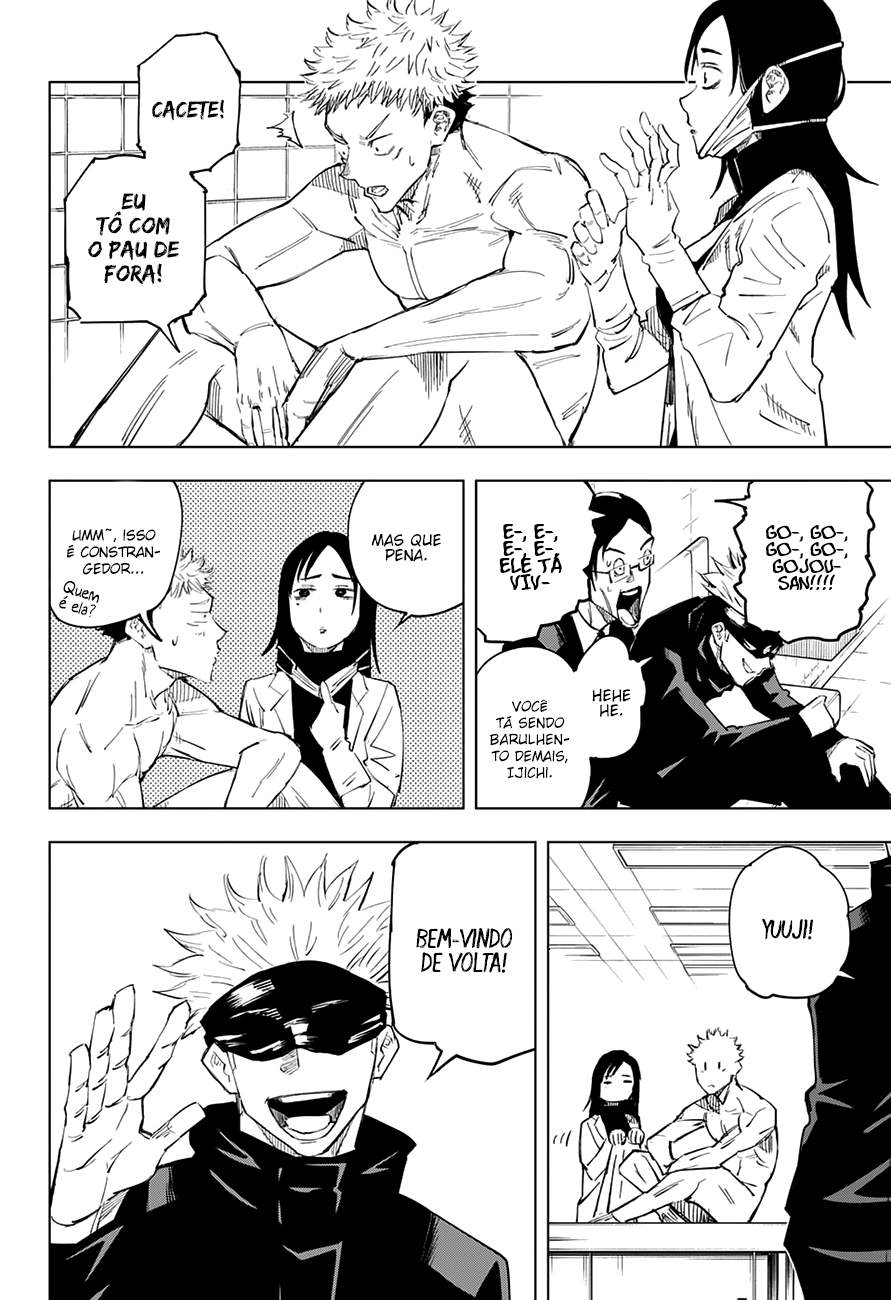 CACETE!
EU
TÔ COM
O PAU DE
FORA!
GO-, GO-,
GO-, GO-,
GOJOU-
SAN!!!!
E-, E-,
E-, E-,
ELE TÁ
VIV-
HEHE
HE.
VOCÊ
TÁ SENDO
BARULHEN-
TO DEMAIS,
IJICHI.
MAS QUE
PENA.
UMM~, ISSO
É CONSTRAN-
GEDOR...
Quem
é ela?
YUUJI!
BEM-VINDO
DE VOLTA!